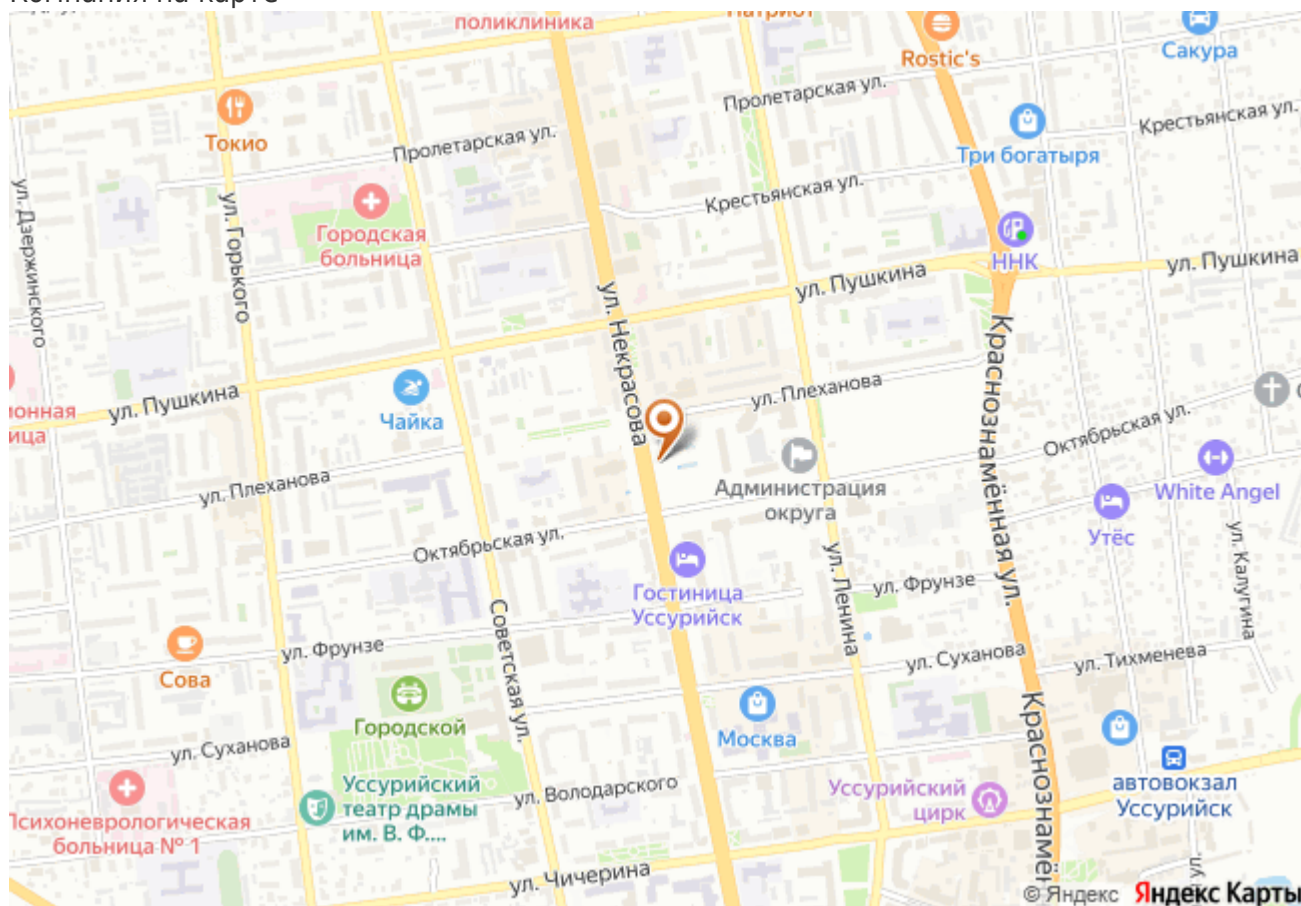 Компания на карте
поликлиника
Патриот
Rostic's
Сакура
Пролетарская ул.
Токио
Крестьянская ул.
Три богатыря
Пролетарская ул.
ул. Дзержинского
ул. Горького
Крестьянская ул.
Городская
больница
ННК
ул. Пушкина
ул. Пушкина
ул. Некрасова
Краснознамённая ул.
ул. Плеханова
ул. Пушкина
Чайка
Октябрьская ул.
ул. Плеханова
Администрация
округа
White Angel
Утёс
Октябрьская ул.
ул. Калугина
ул. Ленина
ул. Фрунзе
Гостиница
Уссурийск
Советская ул.
ул. Фрунзе
ул. Суханова
ул. Тихменева
Сова
Городской
Москва
ул. Суханова
Уссурийский
театр драмы
им. В. Ф....
ул. Володарского
Уссурийский
цирк
автовокзал
Уссурийск
Психоневрологическая
больница № 1
ул. Чичерина
© Яндекс Яндекс Карты